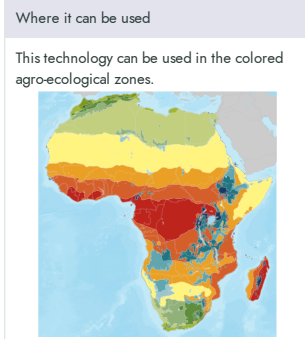 Where it can be used
This technology can be used in the colored
agro-ecological zones.